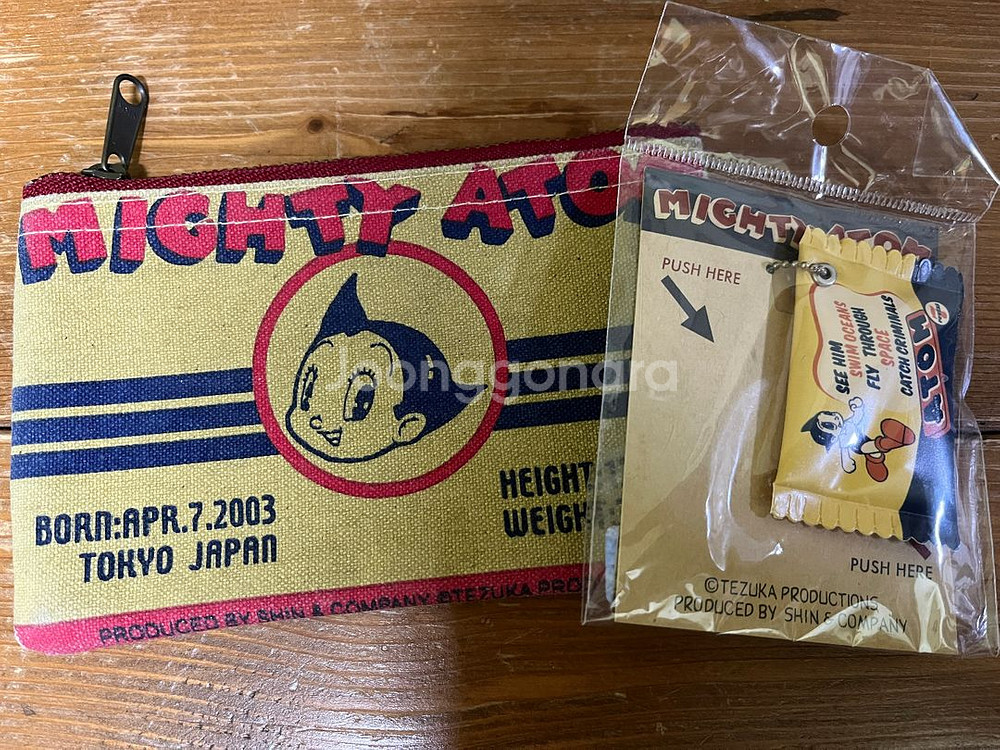 MIGHTY ATO
BORN:APR.7.2003
TOKYO JAPAN
HEIGHT
WEIGH
PRODUCED BY SHIN & COMPANY ©TEZUKA PRO
Joonggonara
MIGHTY ATOM
PUSH HERE
SEE HIM
SWIM OCEANS
FLY THROUGH
SPACE
CATCH CRIMINALS
ATOM
PUSH HERE
©TEZUKA PRODUCTIONS
PRODUCED BY SHIN & COMPANY